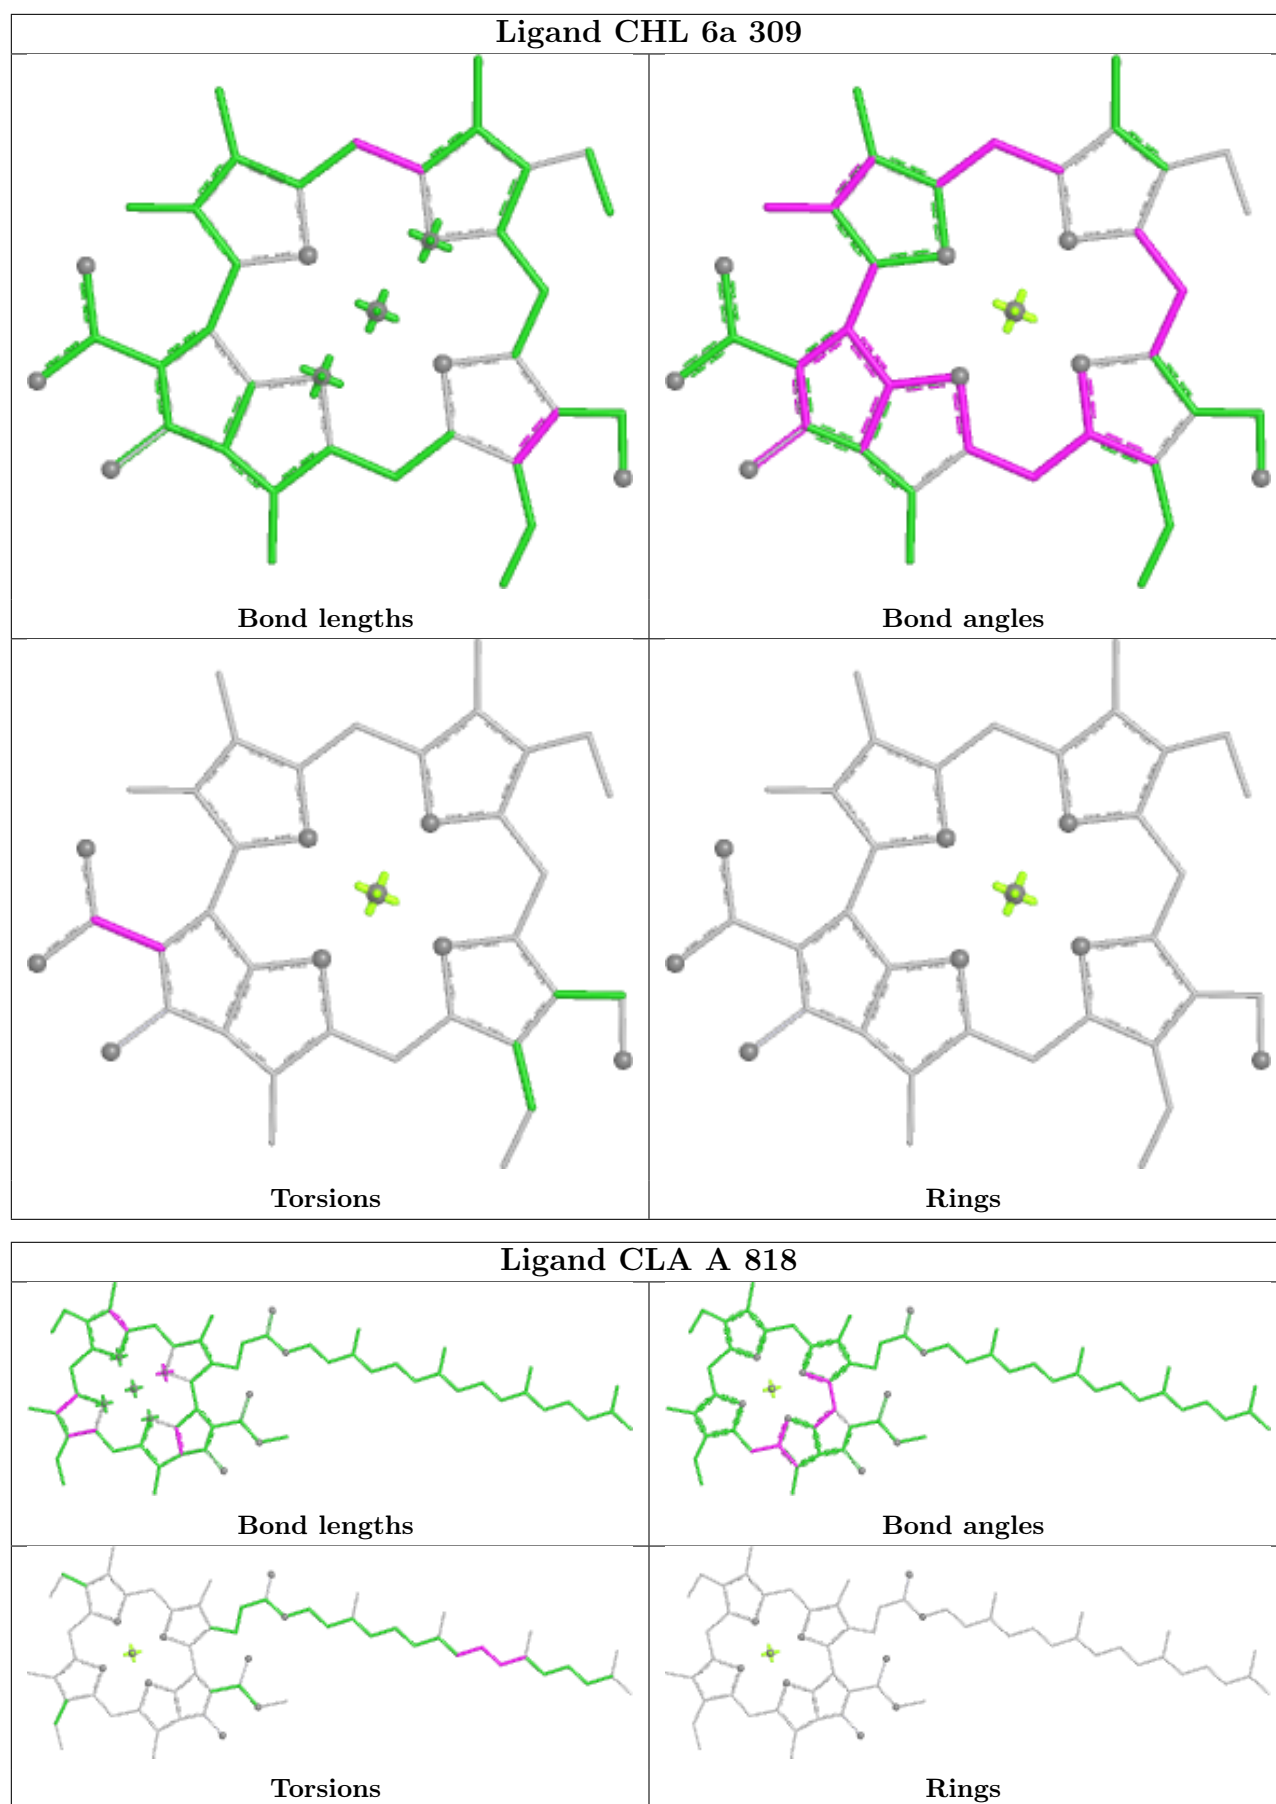 Ligand CHL 6a 309
Bond lengths
Bond angles
Torsions
Rings
Ligand CLA A 818
Bond lengths
Bond angles
Torsions
Rings